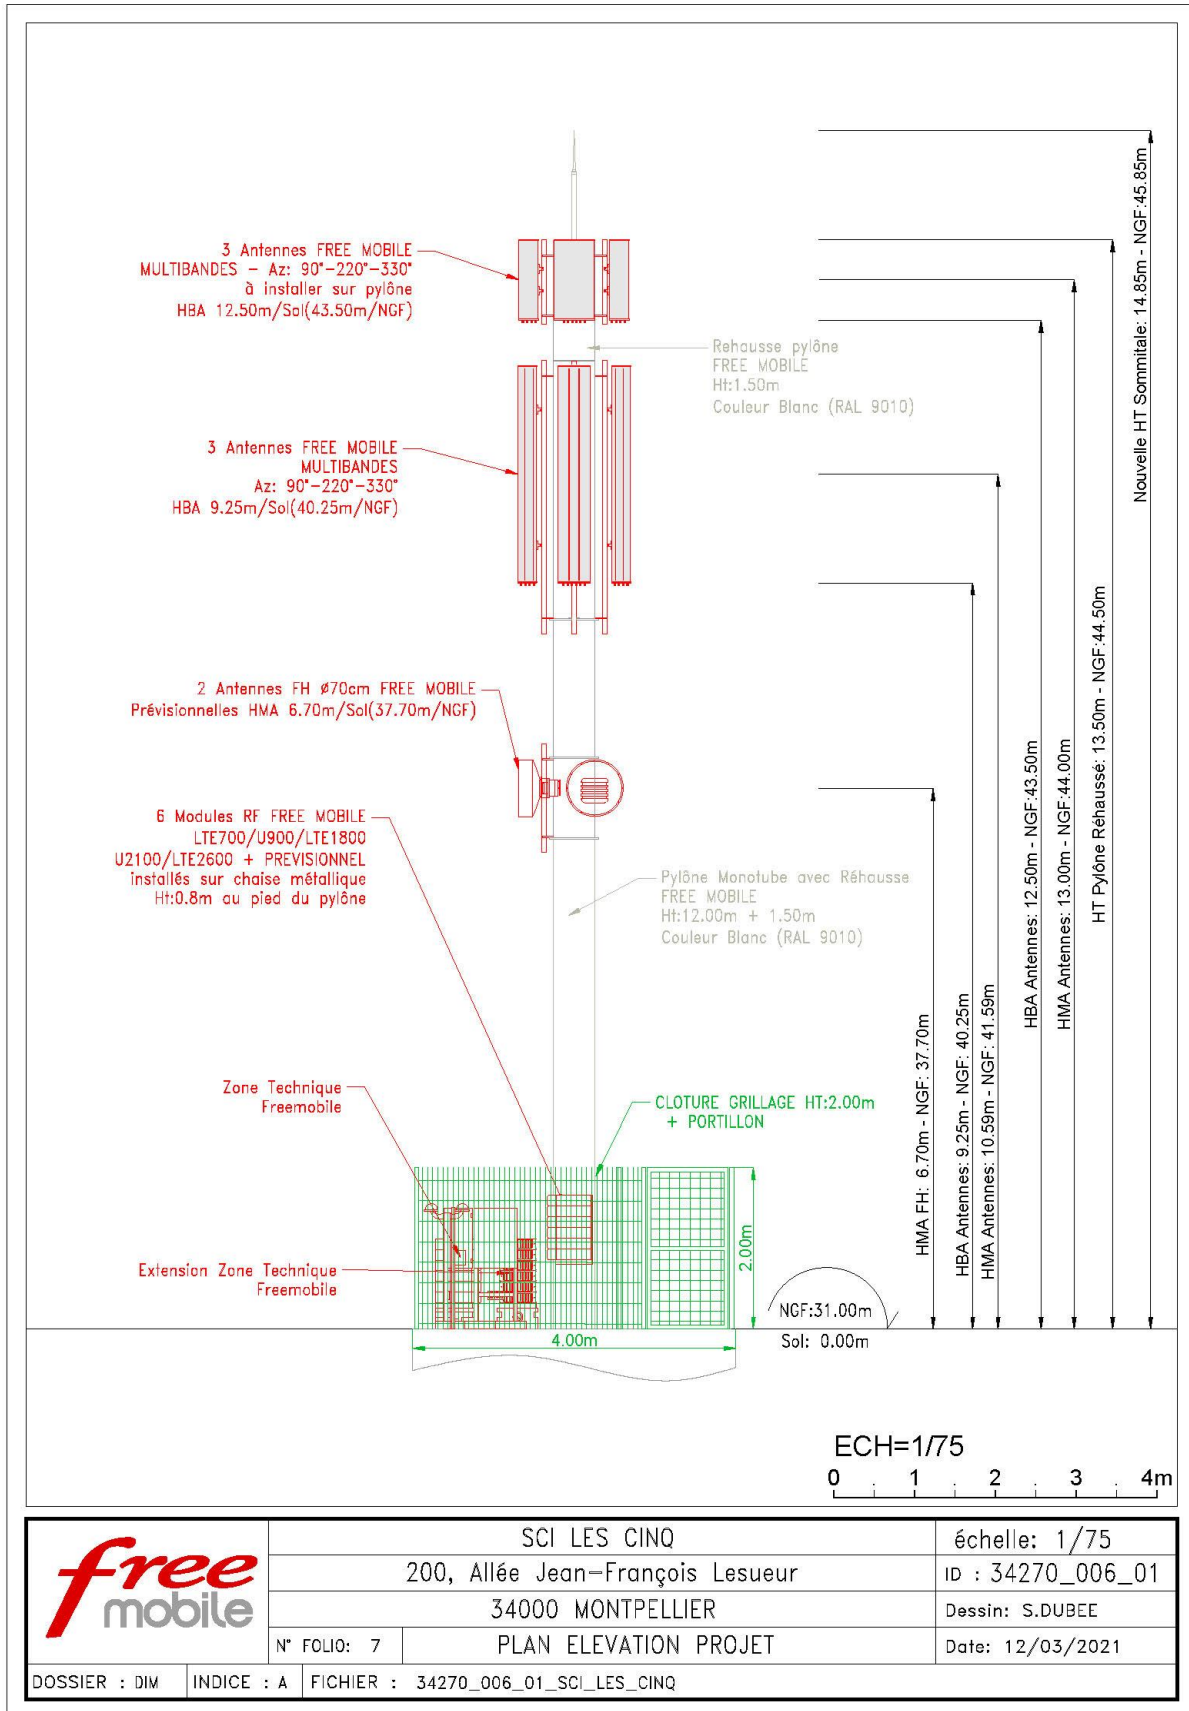 3 Antennes FREE MOBILE
MULTIBANDES - Az: 90°-220°-330°
à installer sur pylône
HBA 12.50m/Sol(43.50m/NGF)
Rehausse pylône
FREE MOBILE
Ht:1.50m
Couleur Blanc (RAL 9010)
3 Antennes FREE MOBILE
MULTIBANDES
Az: 90°-220°-330°
HBA 9.25m/Sol(40.25m/NGF)
2 Antennes FH ø70cm FREE MOBILE
Prévisionnelles HMA 6.70m/Sol(37.70m/NGF)
6 Modules RF FREE MOBILE
LTE700/U900/LTE1800
U2100/LTE2600 + PREVISIONNEL
installés sur chaise métallique
Ht:0.8m au pied du pylône
Pylône Monotube avec Réhausse
FREE MOBILE
Ht:12.00m + 1.50m
Couleur Blanc (RAL 9010)
Zone Technique
Freemobile
CLOTURE GRILLAGE HT:2.00m
+ PORTILLON
Extension Zone Technique
Freemobile
2.00m
4.00m
NGF:31.00m
Sol: 0.00m
HMA FH: 6.70m - NGF: 37.70m
HBA Antennes: 9.25m - NGF: 40.25m
HMA Antennes: 10.59m - NGF: 41.59m
HBA Antennes: 12.50m - NGF:43.50m
HMA Antennes: 13.00m - NGF:44.00m
HT Pylône Réhaussé: 13.50m - NGF:44.50m
Nouvelle HT Sommitale: 14.85m - NGF:45.85m
ECH=1/75
0 1 2 3 4m
free
mobile
SCI LES CINQ
200, Allée Jean-François Lesueur
34000 MONTPELLIER
N° FOLIO: 7
PLAN ELEVATION PROJET
échelle: 1/75
ID : 34270_006_01
Dessin: S.DUBEE
Date: 12/03/2021
DOSSIER : DIM
INDICE : A
FICHIER : 34270_006_01_SCI_LES_CINQ